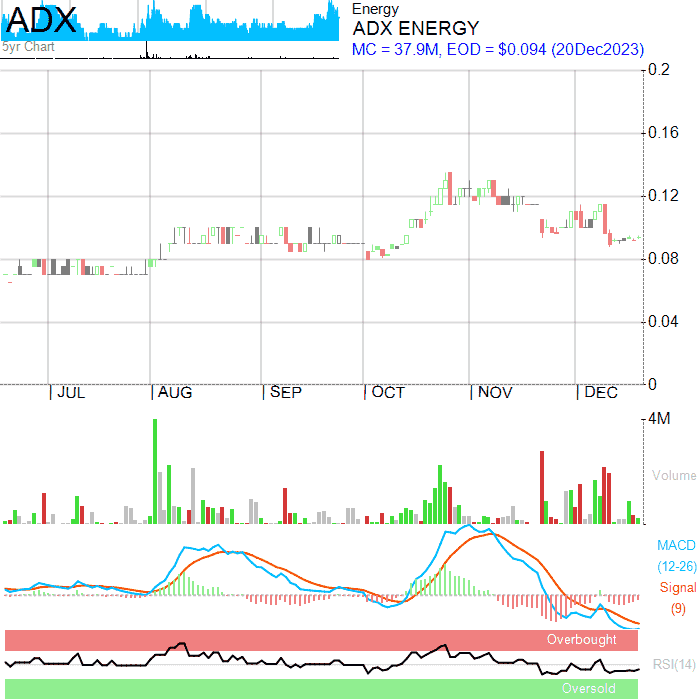 ADX
5yr Chart
Energy
ADX ENERGY
MC = 37.9M, EOD = $0.094 (20Dec2023)
0.2
0.16
0.12
0.08
0.04
0
JUL AUG SEP OCT NOV DEC
4M
Volume
MACD
(12-26)
Signal
(9)
Overbought
RSI(14)
Oversold